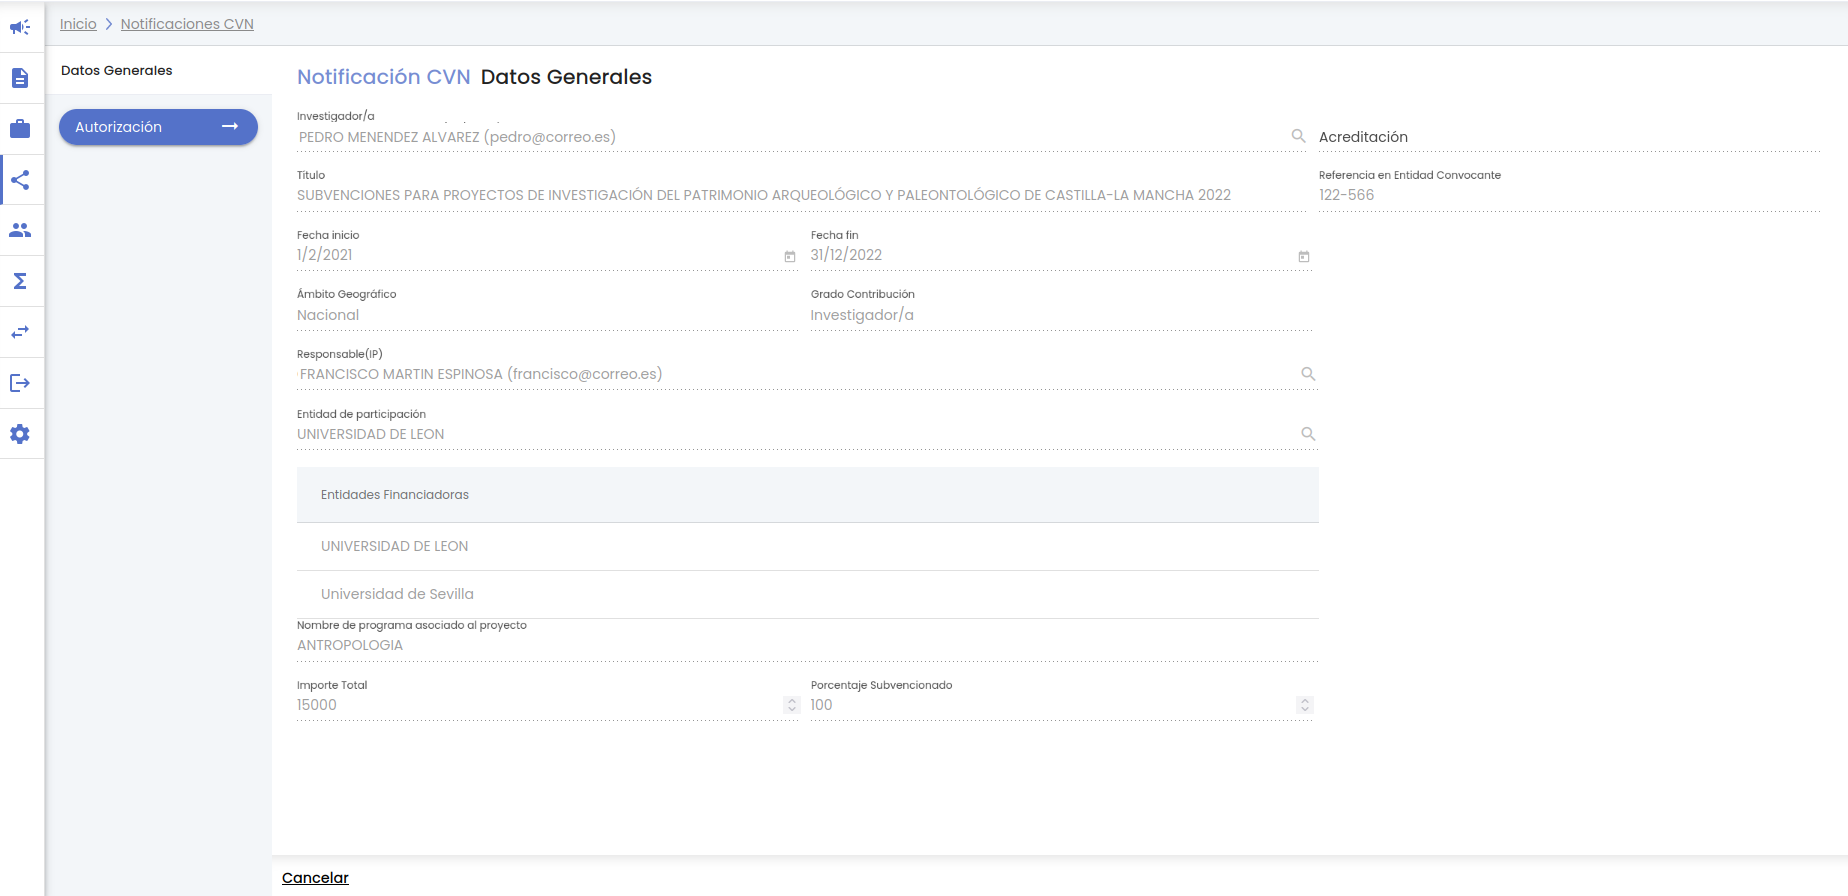 Inicio > Notificaciones CVN
Datos Generales
Autorización
Notificación CVN Datos Generales
Investigador/a
PEDRO MENENDEZ ALVAREZ (pedro@correo.es)
Acreditación
Título
SUBVENCIONES PARA PROYECTOS DE INVESTIGACIÓN DEL PATRIMONIO ARQUEOLÓGICO Y PALEONTOLÓGICO DE CASTILLA-LA MANCHA 2022
Referencia en Entidad Convocante
122-566
Fecha inicio
1/2/2021
Fecha fin
31/12/2022
Ámbito Geográfico
Nacional
Grado Contribución
Investigador/a
Responsable(IP)
FRANCISCO MARTIN ESPINOSA (francisco@correo.es)
Entidad de participación
UNIVERSIDAD DE LEON
Entidades Financiadoras
UNIVERSIDAD DE LEON
Universidad de Sevilla
Nombre de programa asociado al proyecto
ANTROPOLOGIA
Importe Total
15000
Porcentaje Subvencionado
100
Cancelar